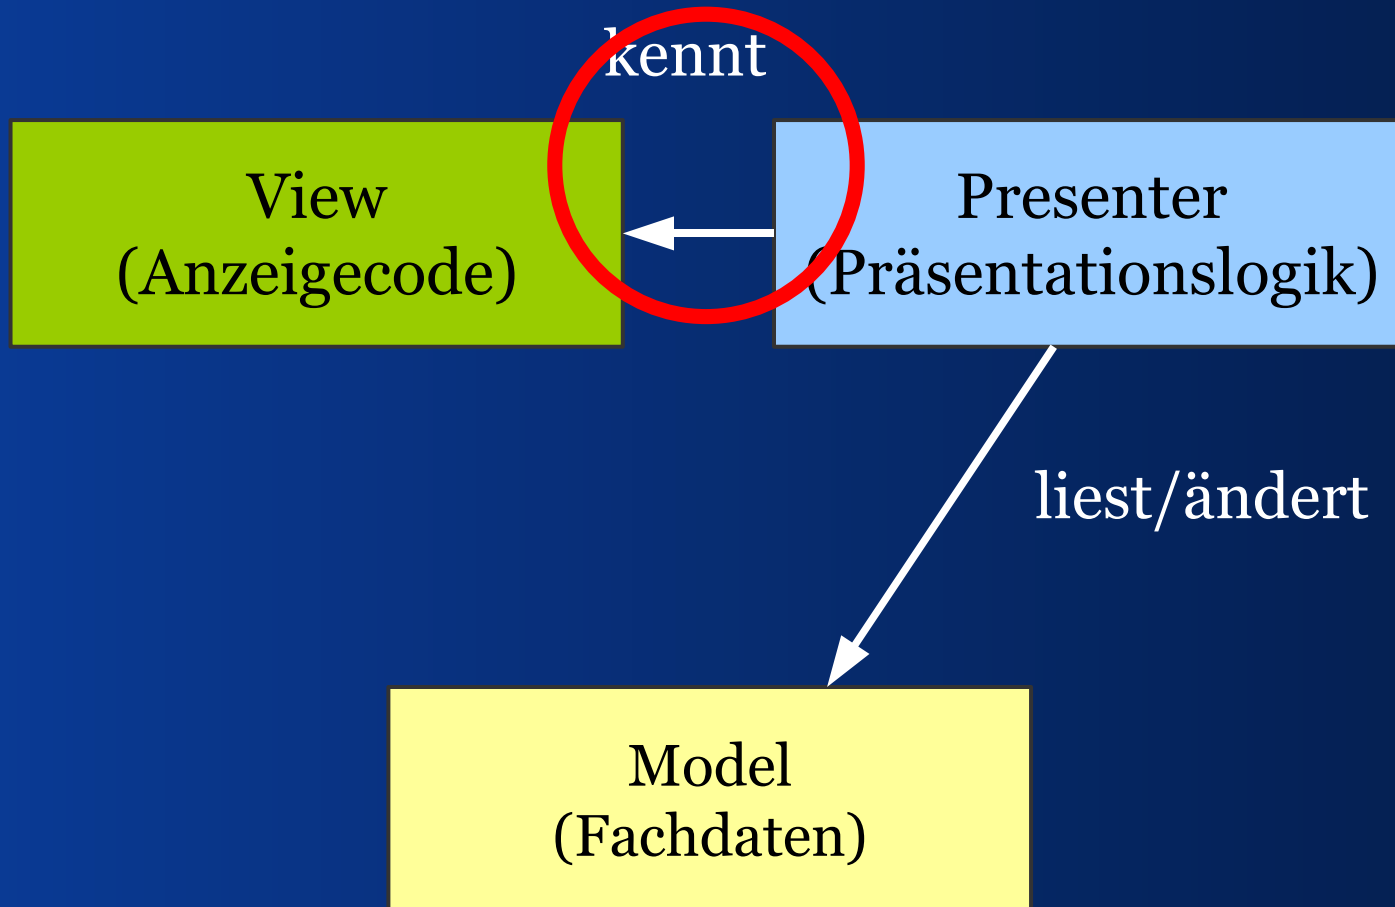 kennt
View
(Anzeigecode)
Presenter
(Präsentationslogik)
liest/ändert
Model
(Fachdaten)